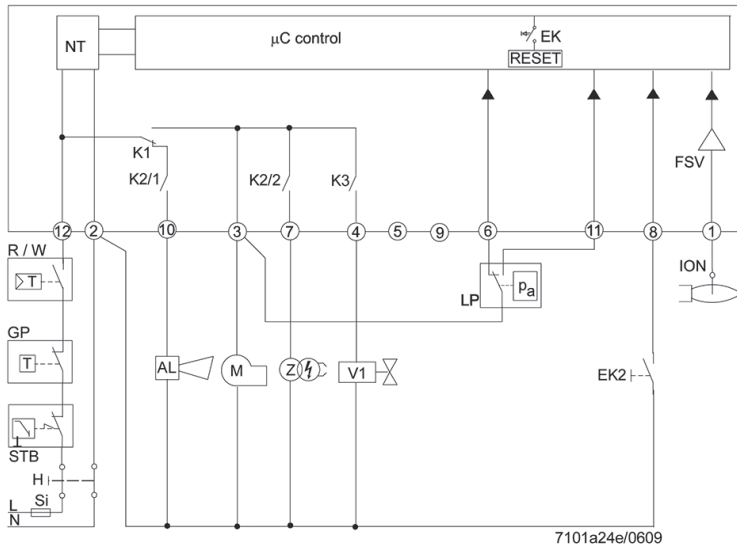 NT
μC control
EK
RESET
K1
K2/1
K2/2
K3
FSV
12
2
10
3
7
4
5
9
6
11
8
1
R / W
T
GP
T
STB
H
Si
L
N
AL
M
Z
V1
LP
pa
ION
EK2
7101a24e/0609